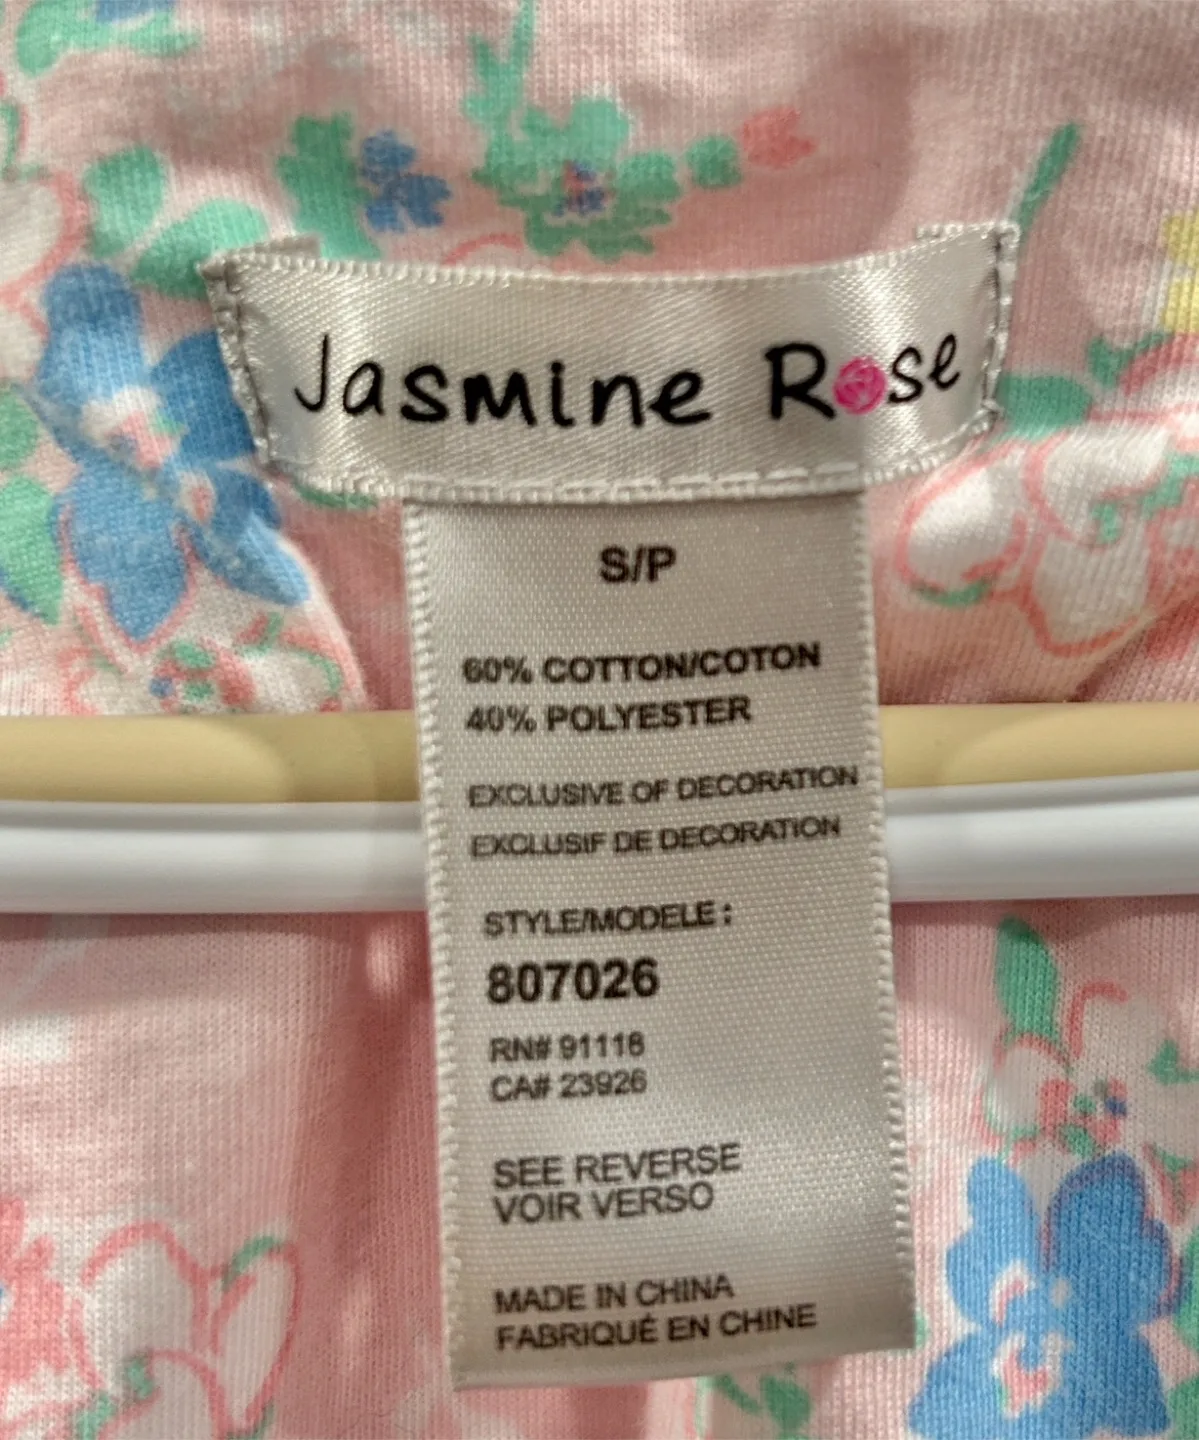 Jasmine Rose
S/P
60% COTTON/COTON
40% POLYESTER
EXCLUSIVE OF DECORATION
EXCLUSIF DE DECORATION
STYLE/MODELE :
807026
RN# 91116
CA# 23926
SEE REVERSE
VOIR VERSO
MADE IN CHINA
FABRIQUÉ EN CHINE